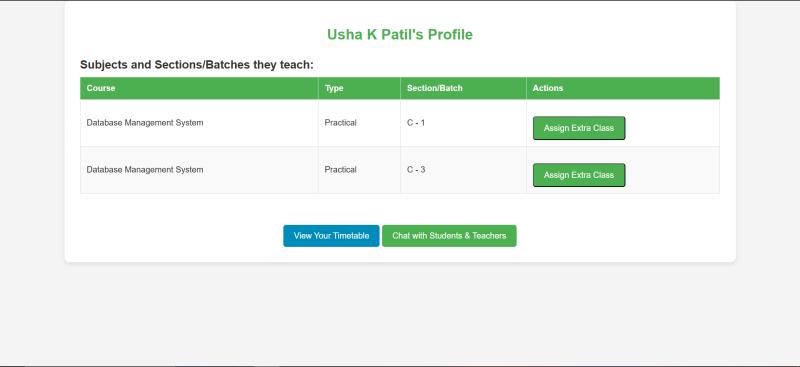 Usha K Patil's Profile
Subjects and Sections/Batches they teach:
Course Type Section/Batch Actions
Database Management System Practical C - 1 Assign Extra Class
Database Management System Practical C - 3 Assign Extra Class
View Your Timetable Chat with Students & Teachers